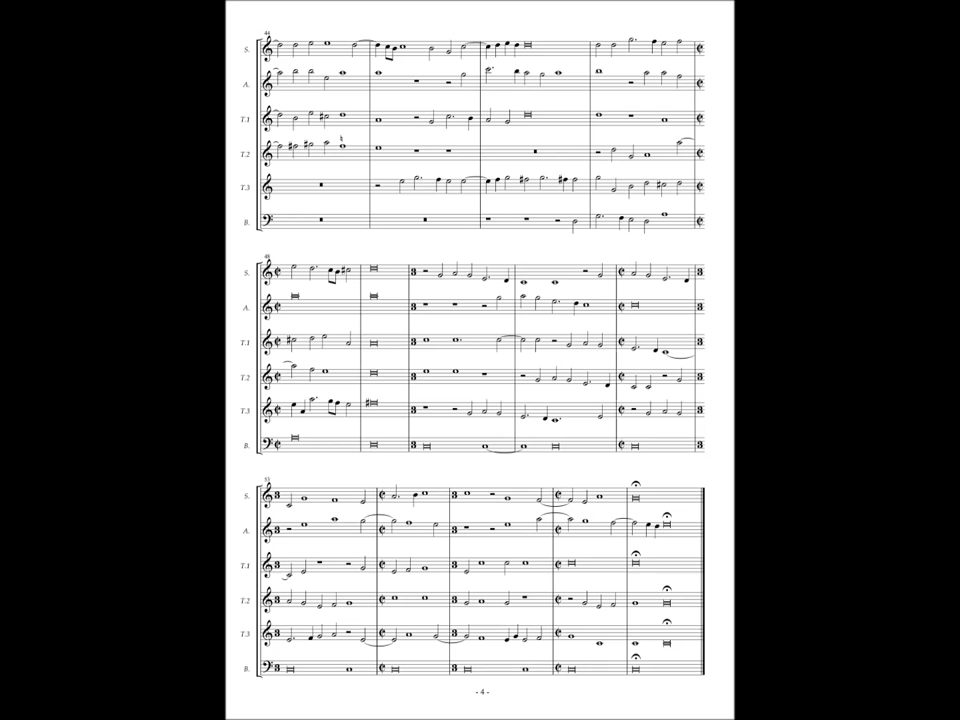 44
S.
A.
T.1
T.2
T.3
B.
48
S.
A.
T.1
T.2
T.3
B.
53
S.
A.
T.1
T.2
T.3
B.
- 4 -